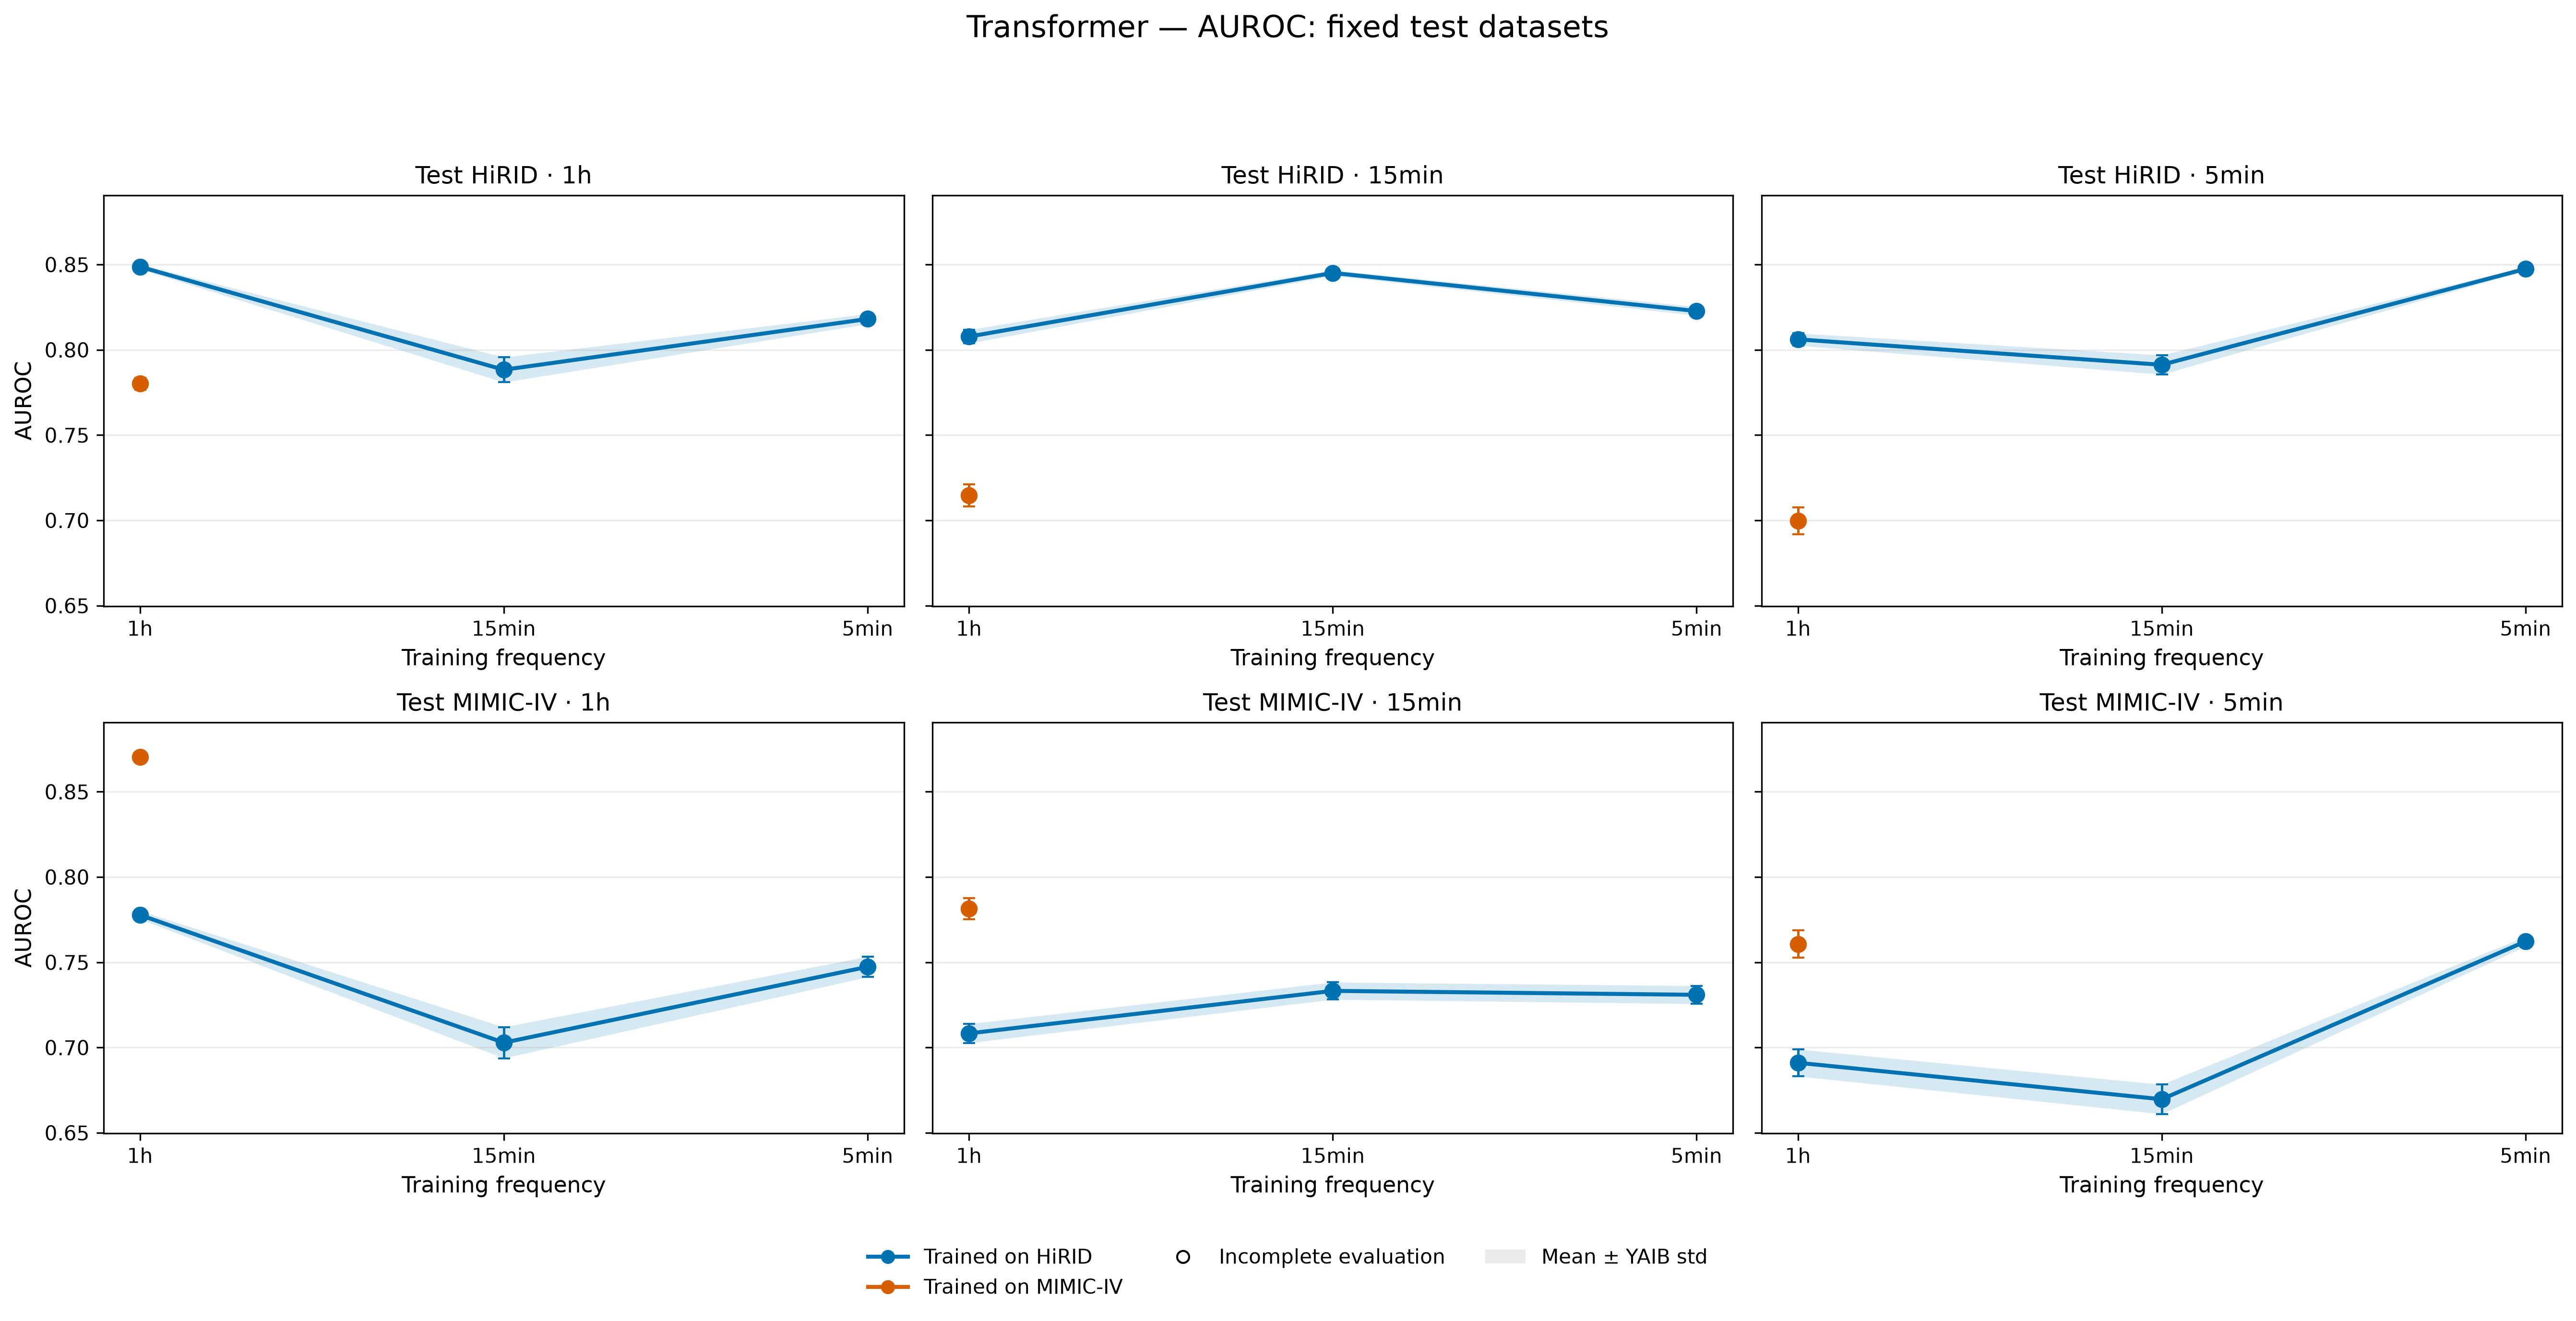 Transformer — AUROC: fixed test datasets
Test HiRID · 1h
Test HiRID · 15min
Test HiRID · 5min
AUROC
0.85
0.80
0.75
0.70
0.65
1h
15min
5min
1h
15min
5min
1h
15min
5min
Training frequency
Training frequency
Training frequency
Test MIMIC-IV · 1h
Test MIMIC-IV · 15min
Test MIMIC-IV · 5min
AUROC
0.85
0.80
0.75
0.70
0.65
1h
15min
5min
1h
15min
5min
1h
15min
5min
Training frequency
Training frequency
Training frequency
Trained on HiRID
Trained on MIMIC-IV
Incomplete evaluation
Mean ± YAIB std